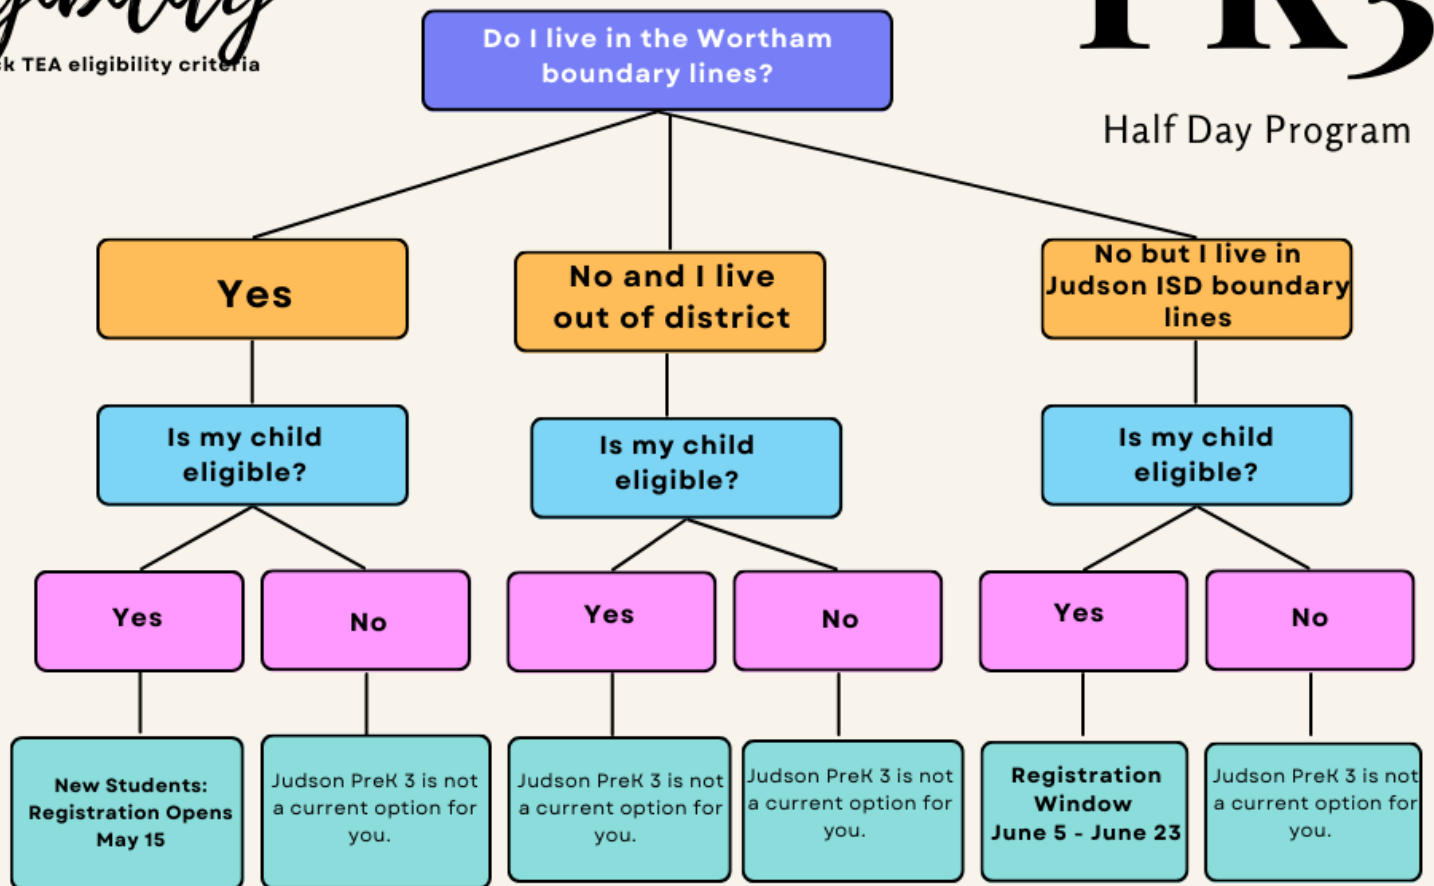 TEA eligibility criteria
PK3
Half Day Program
Do I live in the Wortham
boundary lines?
Yes
No and I live
out of district
No but I live in
Judson ISD boundary
lines
Is my child
eligible?
Is my child
eligible?
Is my child
eligible?
Yes
No
Yes
No
Yes
No
New Students:
Registration Opens
May 15
Judson PreK 3 is not
a current option for
you.
Judson PreK 3 is not
a current option for
you.
Judson PreK 3 is not
a current option for
you.
Registration
Window
June 5 - June 23
Judson PreK 3 is not
a current option for
you.